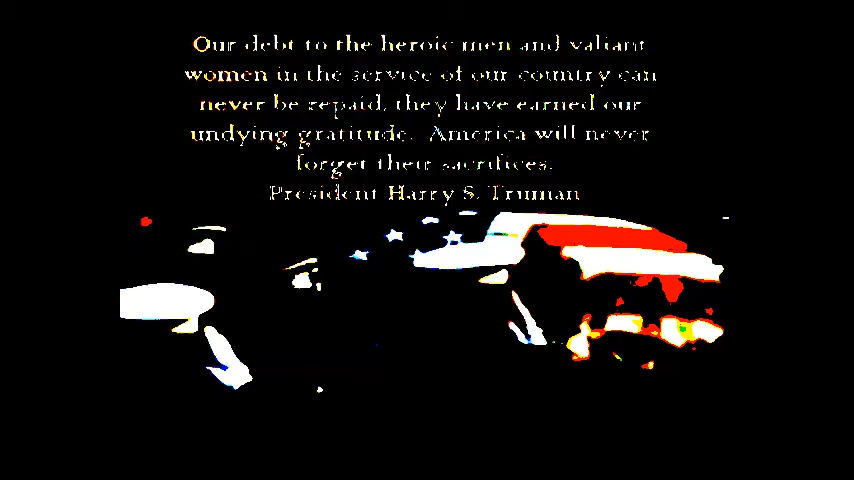 Our debt to the heroic men and valiant
women in the service of our country can
never be repaid, they have earned our
undying gratitude.  America will never
forget their sacrifices.
President Harry S. Truman